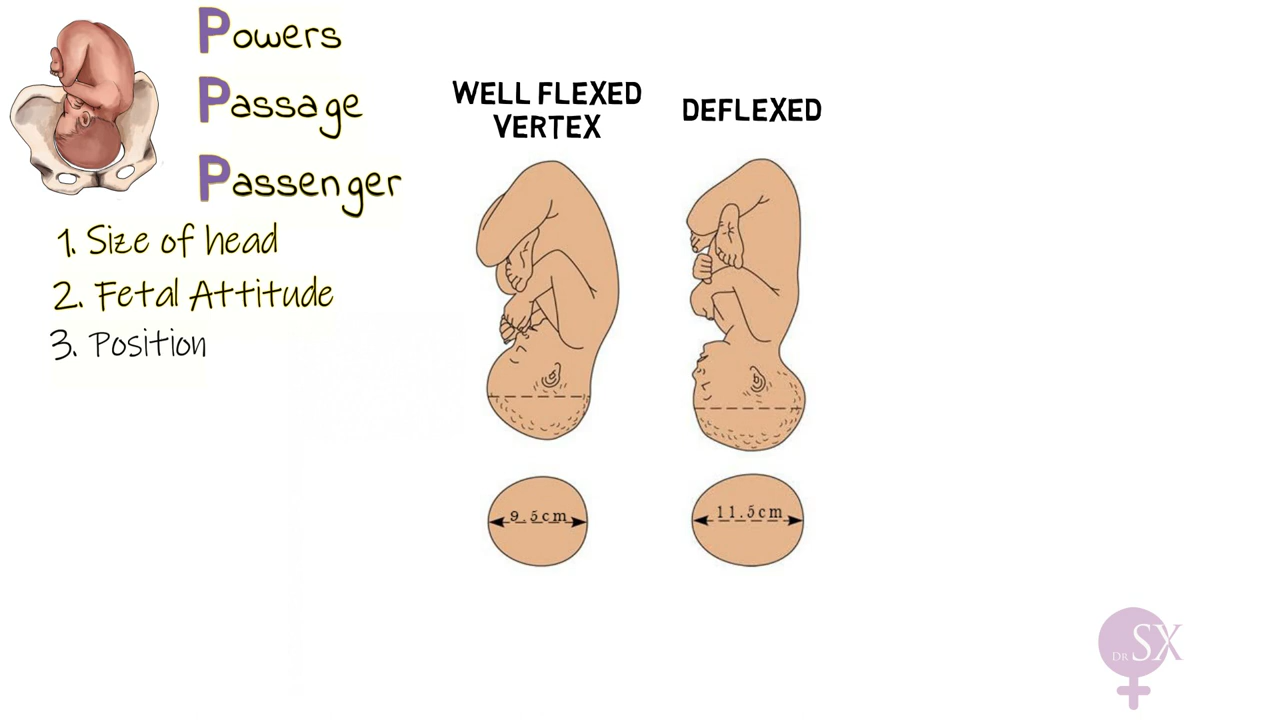 Powers
Passage
Passenger
1. Size of head
2. Fetal Attitude
3. Position
WELL FLEXED
VERTEX
DEFLEXED
9.5cm
11.5cm
DR SX